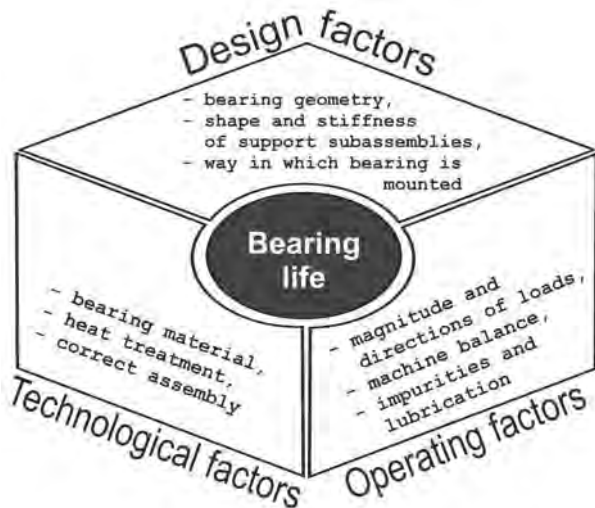 Design factors
- bearing geometry,
- shape and stiffness
of support subassemblies,
- way in which bearing is
mounted
Bearing
life
- bearing material,
- heat treatment,
- correct assembly
Technological factors
- magnitude and
directions of loads,
- machine balance,
- impurities and
lubrication
Operating factors